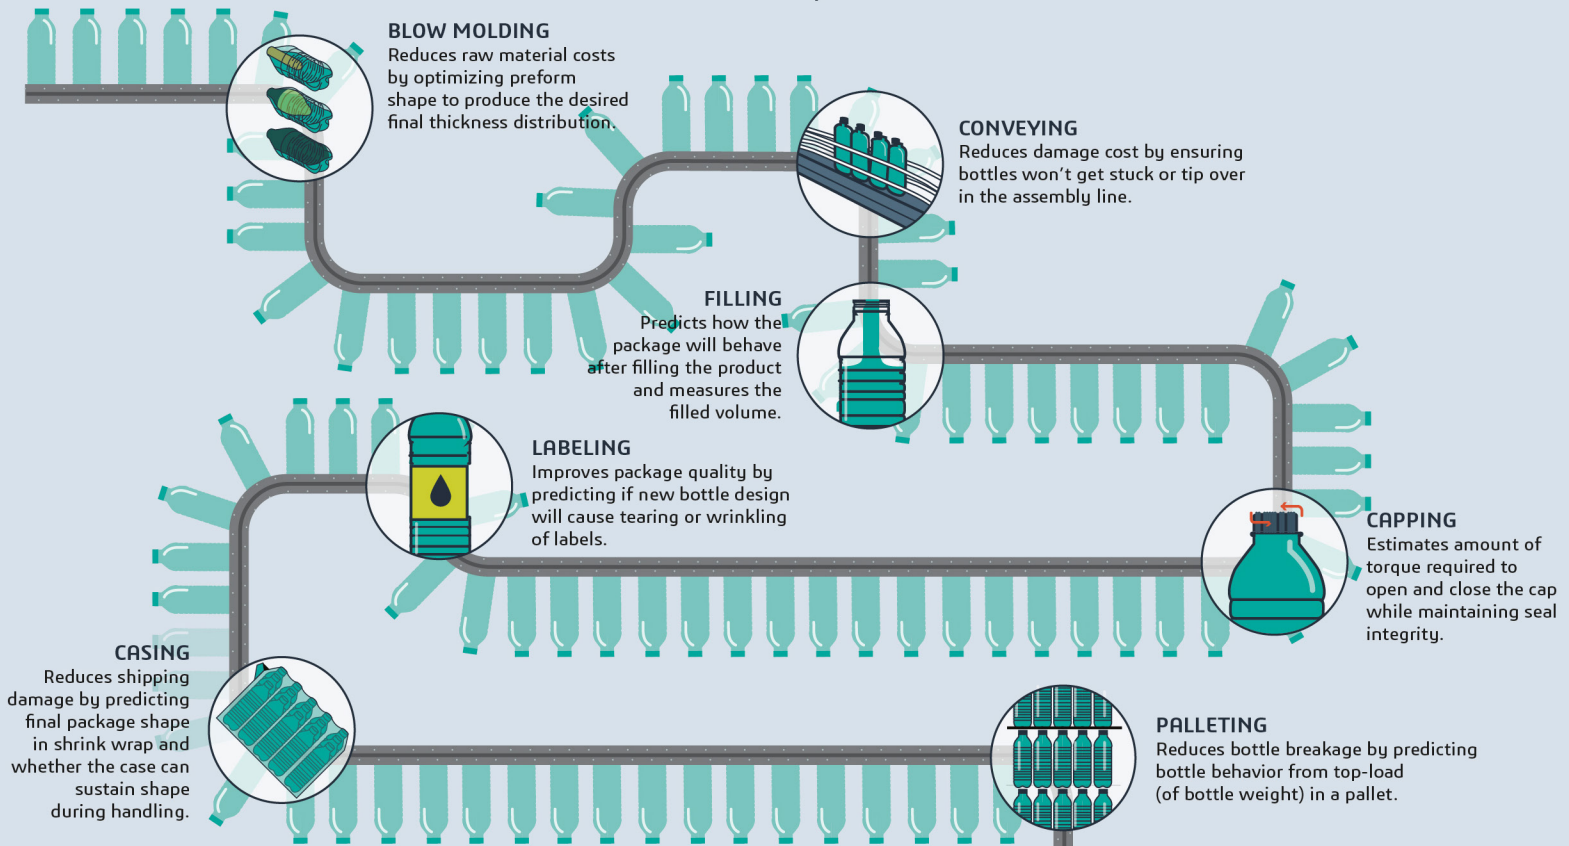 BLOW MOLDING
Reduces raw material costs
by optimizing preform
shape to produce the desired
final thickness distribution.
CONVEYING
Reduces damage cost by ensuring
bottles won't get stuck or tip over
in the assembly line.
FILLING
Predicts how the
package will behave
after filling the product
and measures the
filled volume.
CAPPING
Estimates amount of
torque required to
open and close the cap
while maintaining seal
integrity.
LABELING
Improves package quality by
predicting if new bottle design
will cause tearing or wrinkling
of labels.
CASING
Reduces shipping
damage by predicting
final package shape
in shrink wrap and
whether the case can
sustain shape
during handling.
PALLETING
Reduces bottle breakage by predicting
bottle behavior from top-load
(of bottle weight) in a pallet.